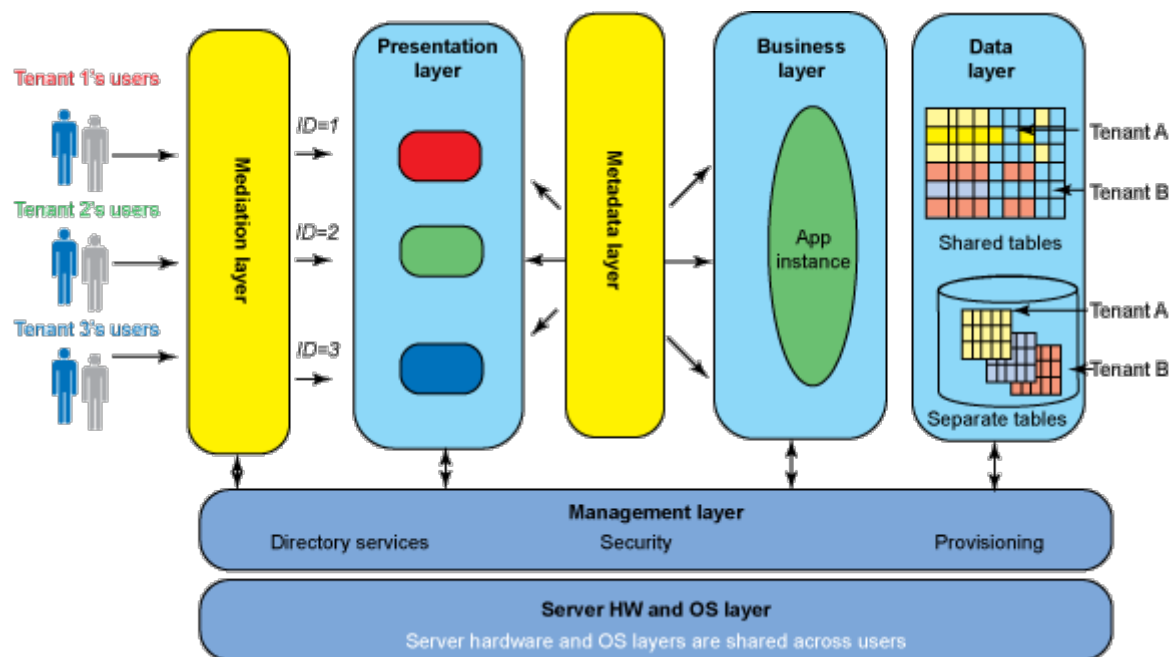 Tenant 1's users
Tenant 2's users
Tenant 3's users
Mediation layer
ID=1
ID=2
ID=3
Presentation
layer
Metadata layer
Business
layer
App
instance
Data
layer
Tenant A
Tenant B
Shared tables
Tenant A
Tenant B
Separate tables
Management layer
Directory services
Security
Provisioning
Server HW and OS layer
Server hardware and OS layers are shared across users